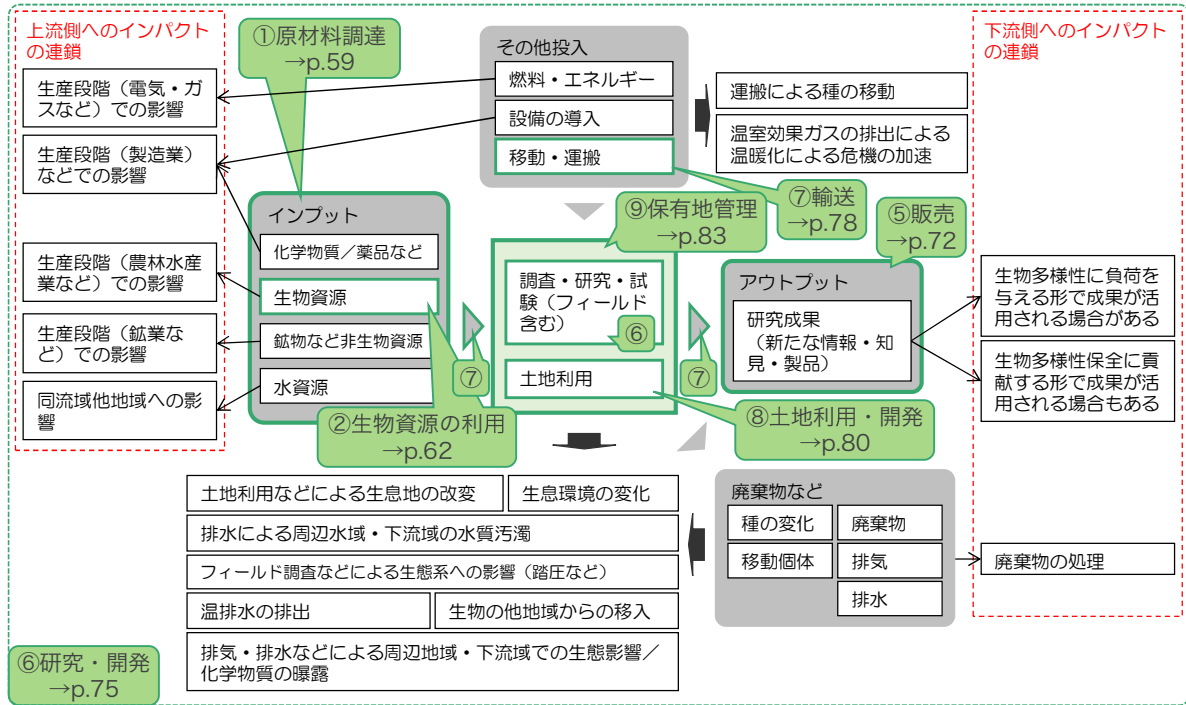 上流側へのインパクト
の連鎖
生産段階（電気・ガ
スなど）での影響
生産段階（製造業）
などでの影響
生産段階（農林水産
業など）での影響
生産段階（鉱業な
ど）での影響
同流域他地域への影
響
①原材料調達
→p.59
インプット
化学物質／薬品など
生物資源
鉱物など非生物資源
水資源
②生物資源の利用
→p.62
⑦
その他投入
燃料・エネルギー
設備の導入
移動・運搬
運搬による種の移動
温室効果ガスの排出による
温暖化による危機の加速
⑦輸送
→p.78
⑨保有地管理
→p.83
調査・研究・試
験（フィールド
含む）
⑥
土地利用
⑦
⑧土地利用・開発
→p.80
⑤販売
→p.72
アウトプット
研究成果
（新たな情報・知
見・製品）
下流側へのインパクト
の連鎖
生物多様性に負荷を
与える形で成果が活
用される場合がある
生物多様性保全に貢
献する形で成果が活
用される場合もある
廃棄物の処理
廃棄物など
種の変化
廃棄物
移動個体
排気
排水
土地利用などによる生息地の改変
生息環境の変化
排水による周辺水域・下流域の水質汚濁
フィールド調査などによる生態系への影響（踏圧など）
温排水の排出
生物の他地域からの移入
排気・排水などによる周辺地域・下流域での生態影響／
化学物質の曝露
⑥研究・開発
→p.75